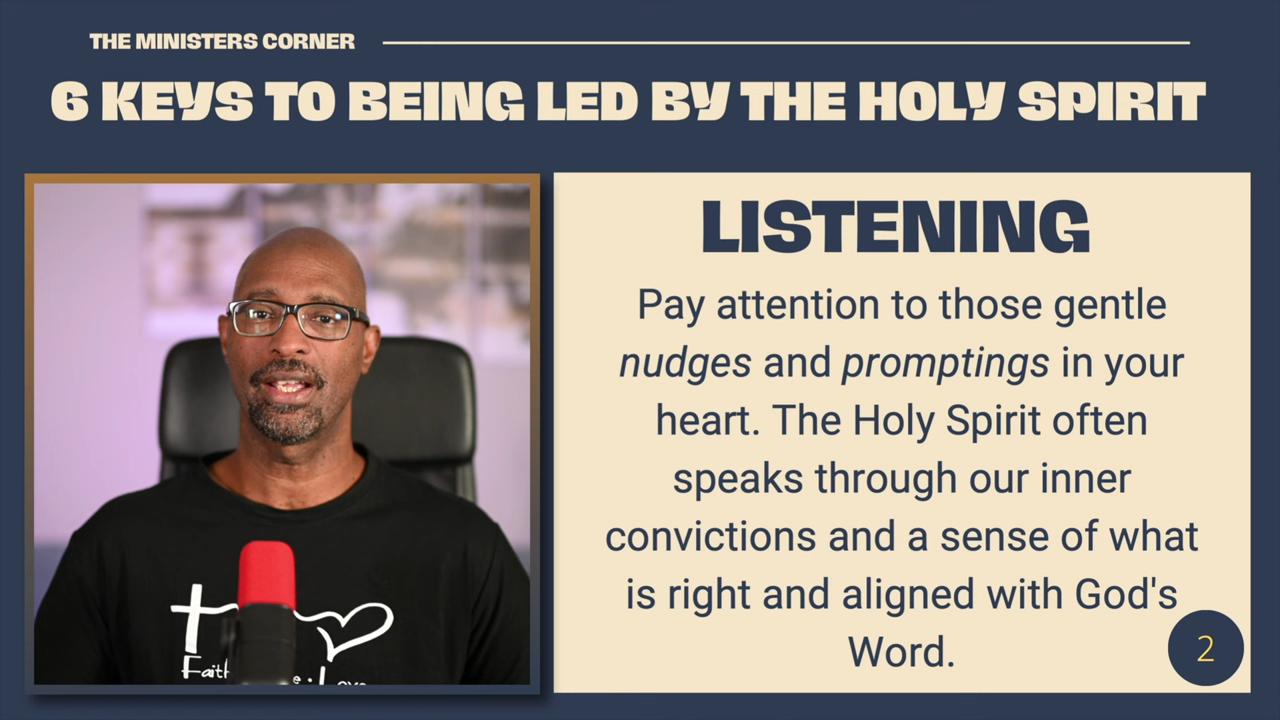 THE MINISTERS CORNER
6 KEYS TO BEING LED BY THE HOLY SPIRIT
LISTENING
Pay attention to those gentle
nudges and promptings in your
heart. The Holy Spirit often
speaks through our inner
convictions and a sense of what
is right and aligned with God's
Word.
2
Faith